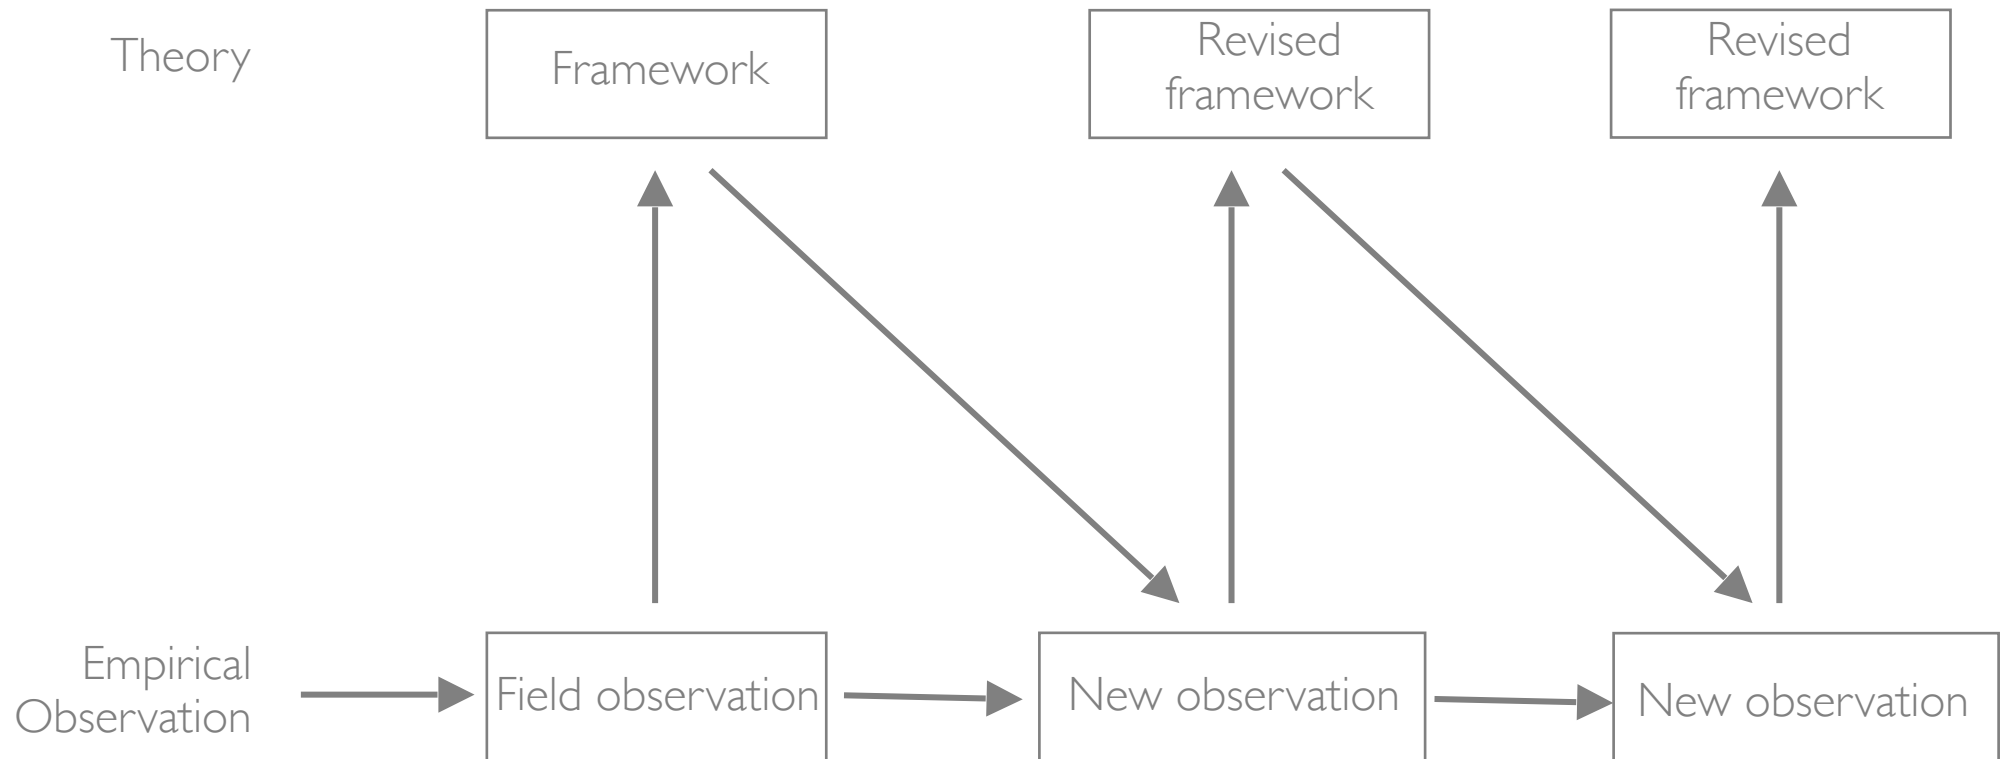 Theory
Framework
Revised
framework
Revised
framework
Empirical
Observation
Field observation
New observation
New observation